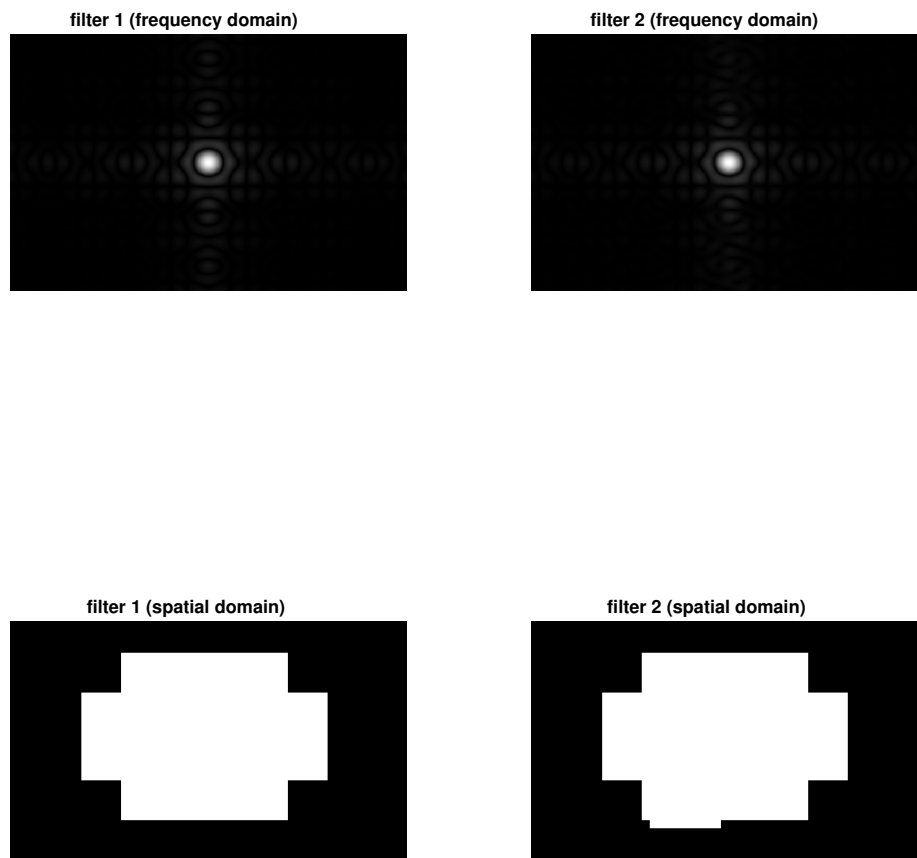 filter 1 (frequency domain)
filter 2 (frequency domain)
filter 1 (spatial domain)
filter 2 (spatial domain)